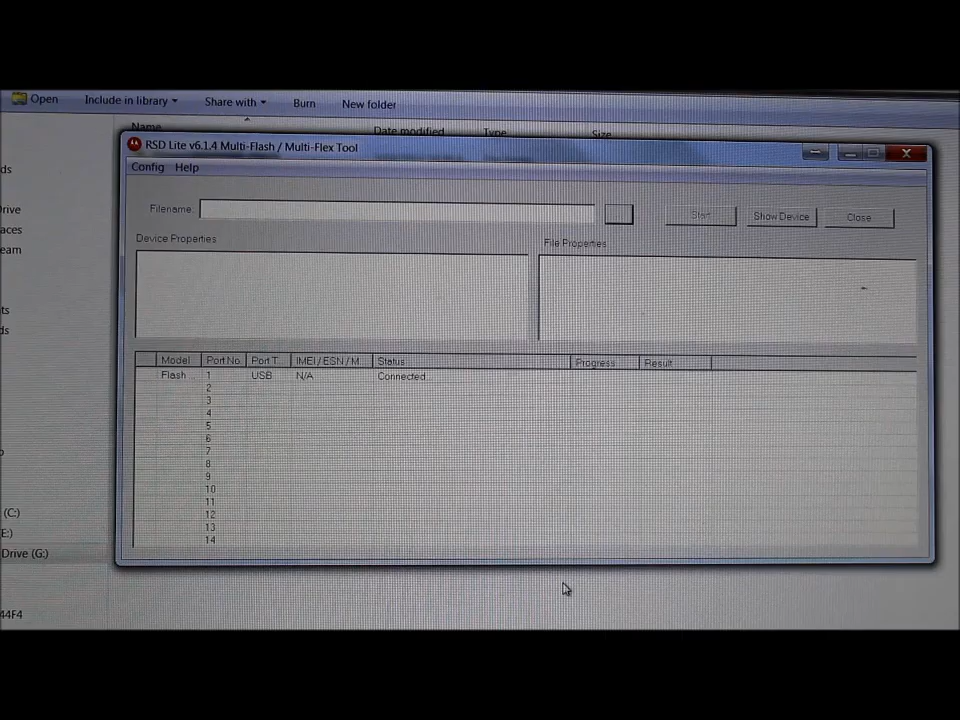 Open Include in library Share with Burn New folder
Name Date modified Type Size
RSD Lite v6.1.4 Multi-Flash / Multi-Flex Tool
Config Help
Filename: Start Show Device Close
Device Properties File Properties
Model Port No. Port T... IMEI / ESN / M... Status Progress Result
Flash 1 USB N/A Connected...
2
3
4
5
6
7
8
9
10
11
12
13
14
ds
rive
aces
eam
ts
ds
(C:)
E:)
Drive (G:)
44F4